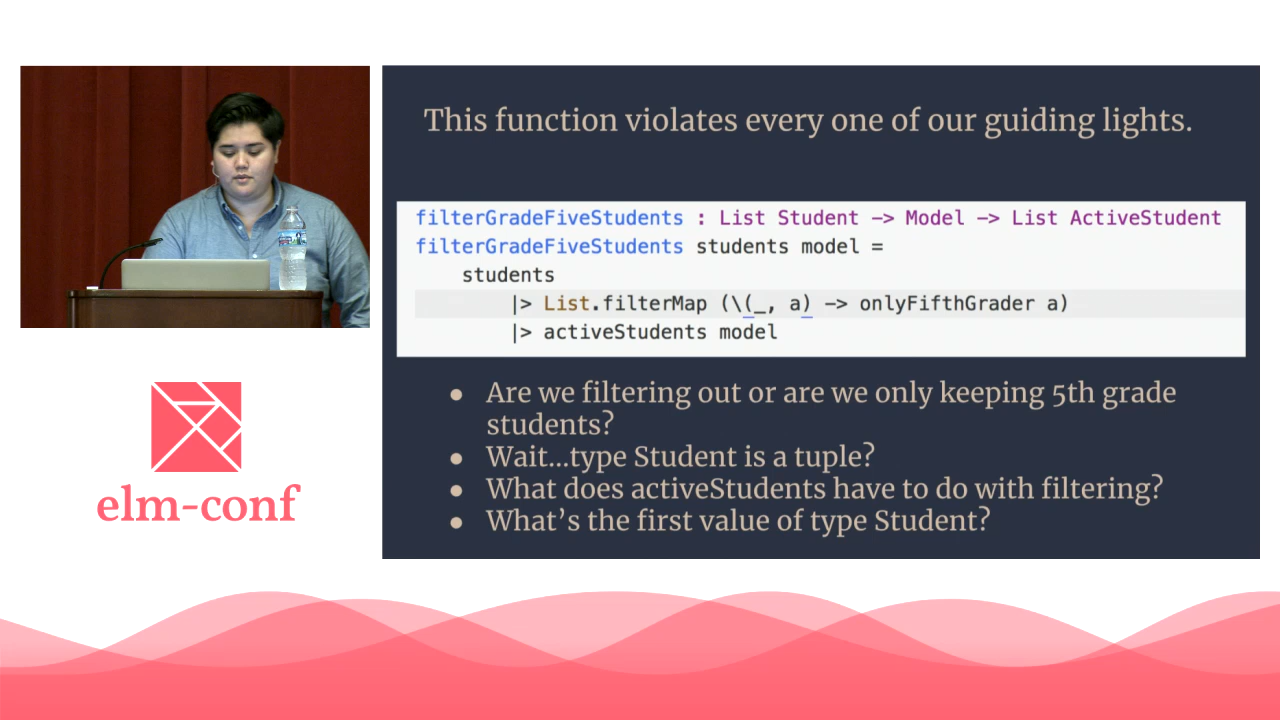 This function violates every one of our guiding lights.
filterGradeFiveStudents : List Student -> Model -> List ActiveStudent
filterGradeFiveStudents students model =
students
|> List.filterMap (\(_, a) -> onlyFifthGrader a)
|> activeStudents model
● Are we filtering out or are we only keeping 5th grade
students?
● Wait...type Student is a tuple?
● What does activeStudents have to do with filtering?
● What's the first value of type Student?
elm-conf